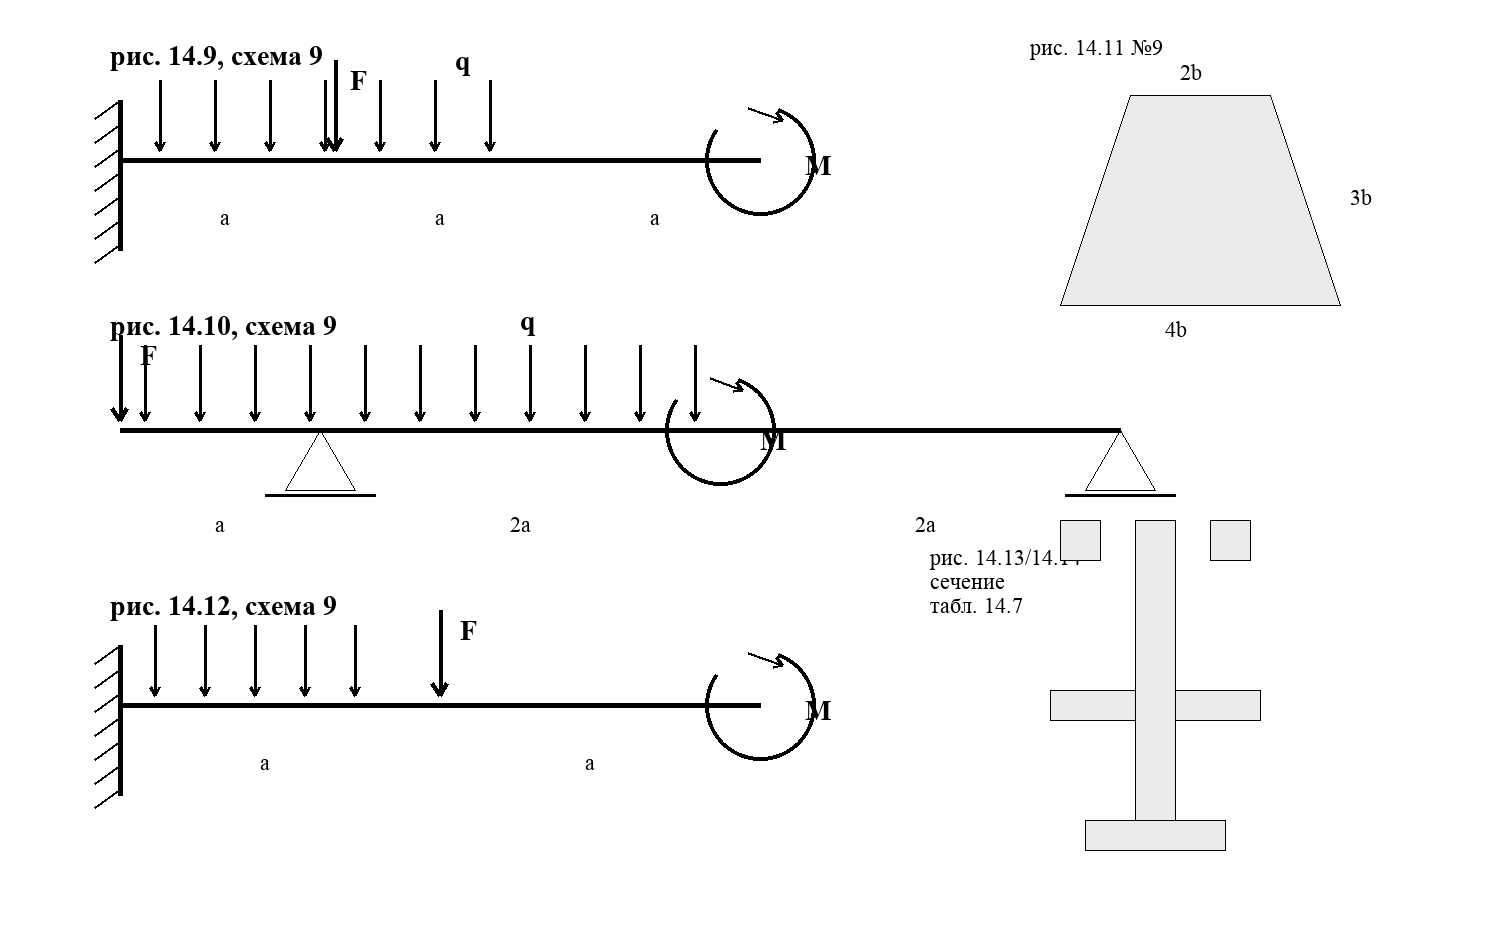 рис. 14.9, схема 9
F
q
M
a
a
a
рис. 14.11 №9
2b
3b
4b
рис. 14.10, схема 9
F
q
M
a
2a
2a
рис. 14.13/14.14
сечение
табл. 14.7
рис. 14.12, схема 9
F
M
a
a